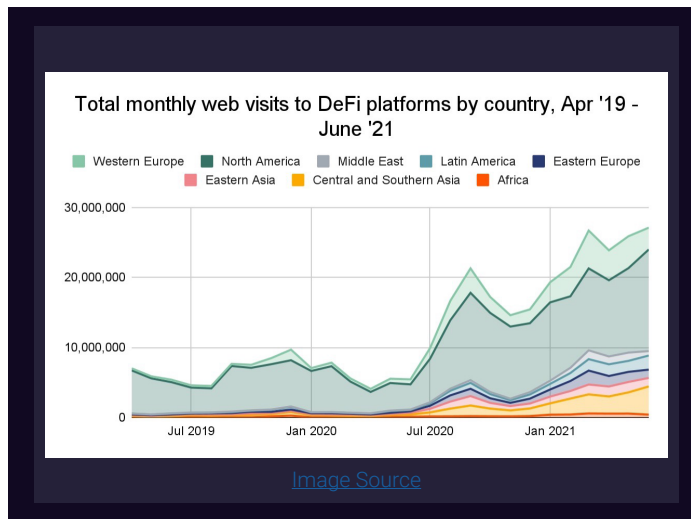 Total monthly web visits to DeFi platforms by country, Apr '19 -
June '21
Western Europe North America Middle East Latin America Eastern Europe
Eastern Asia Central and Southern Asia Africa
30,000,000
20,000,000
10,000,000
0
Jul 2019 Jan 2020 Jul 2020 Jan 2021
Image Source